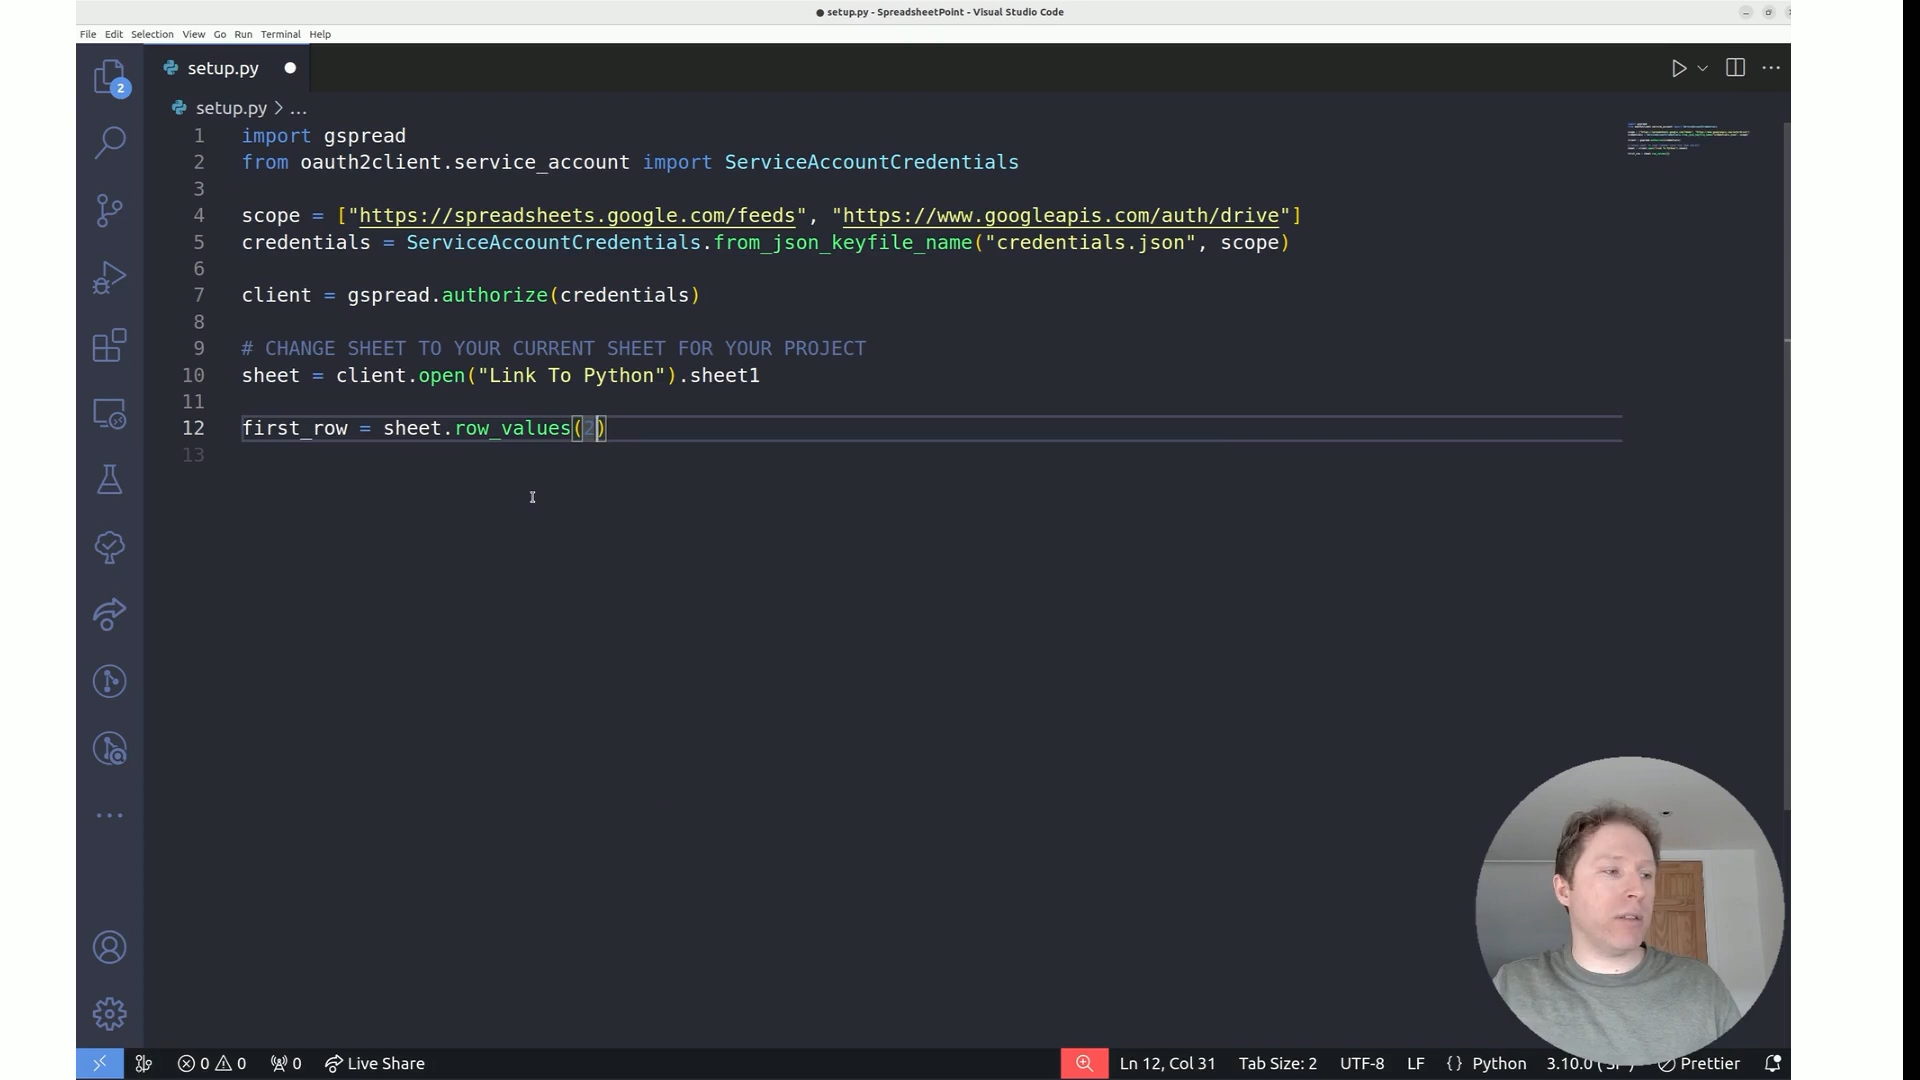 ● setup.py - SpreadsheetPoint - Visual Studio Code
File Edit Selection View Go Run Terminal Help
setup.py
2
setup.py > ...
1 import gspread
2 from oauth2client.service_account import ServiceAccountCredentials
3
4 scope = ["https://spreadsheets.google.com/feeds", "https://www.googleapis.com/auth/drive"]
5 credentials = ServiceAccountCredentials.from_json_keyfile_name("credentials.json", scope)
6
7 client = gspread.authorize(credentials)
8
9 # CHANGE SHEET TO YOUR CURRENT SHEET FOR YOUR PROJECT
10 sheet = client.open("Link To Python").sheet1
11
12 first_row = sheet.row_values(2)
13
0 0 0 Live Share Ln 12, Col 31 Tab Size: 2 UTF-8 LF {} Python 3.10.0 Prettier